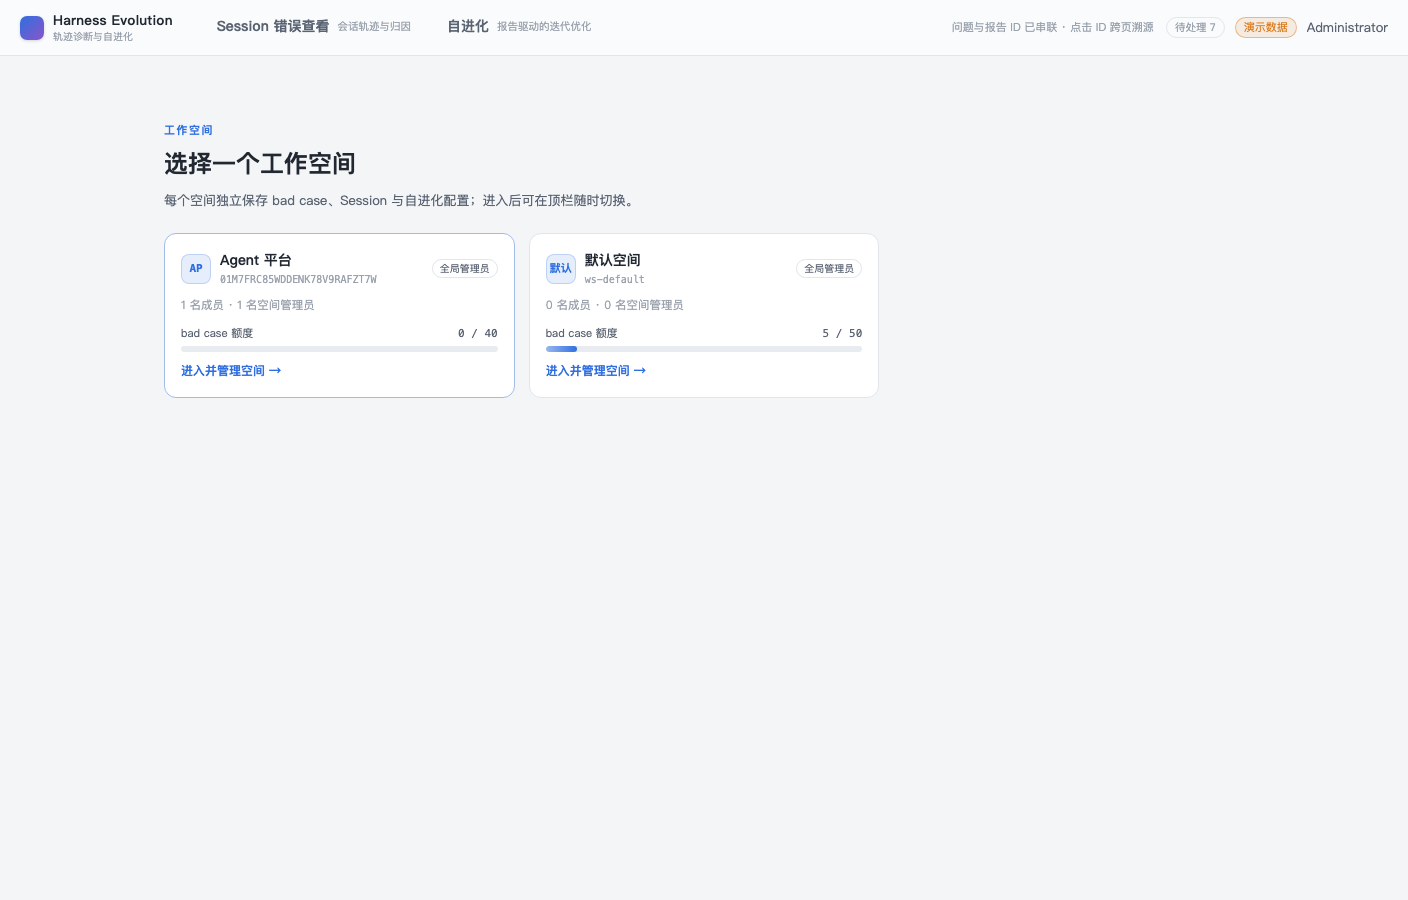 Harness Evolution
轨迹诊断与自进化
Session 错误查看 会话轨迹与归因
自进化 报告驱动的迭代优化
问题与报告 ID 已串联 · 点击 ID 跨页溯源
待处理 7
演示数据
Administrator
工作空间
选择一个工作空间
每个空间独立保存 bad case、Session 与自进化配置；进入后可在顶栏随时切换。
AP
Agent 平台
01M7FRC85WDDENK78V9RAFZT7W
全局管理员
1 名成员 · 1 名空间管理员
bad case 额度 0 / 40
进入并管理空间 →
默认
默认空间
ws-default
全局管理员
0 名成员 · 0 名空间管理员
bad case 额度 5 / 50
进入并管理空间 →